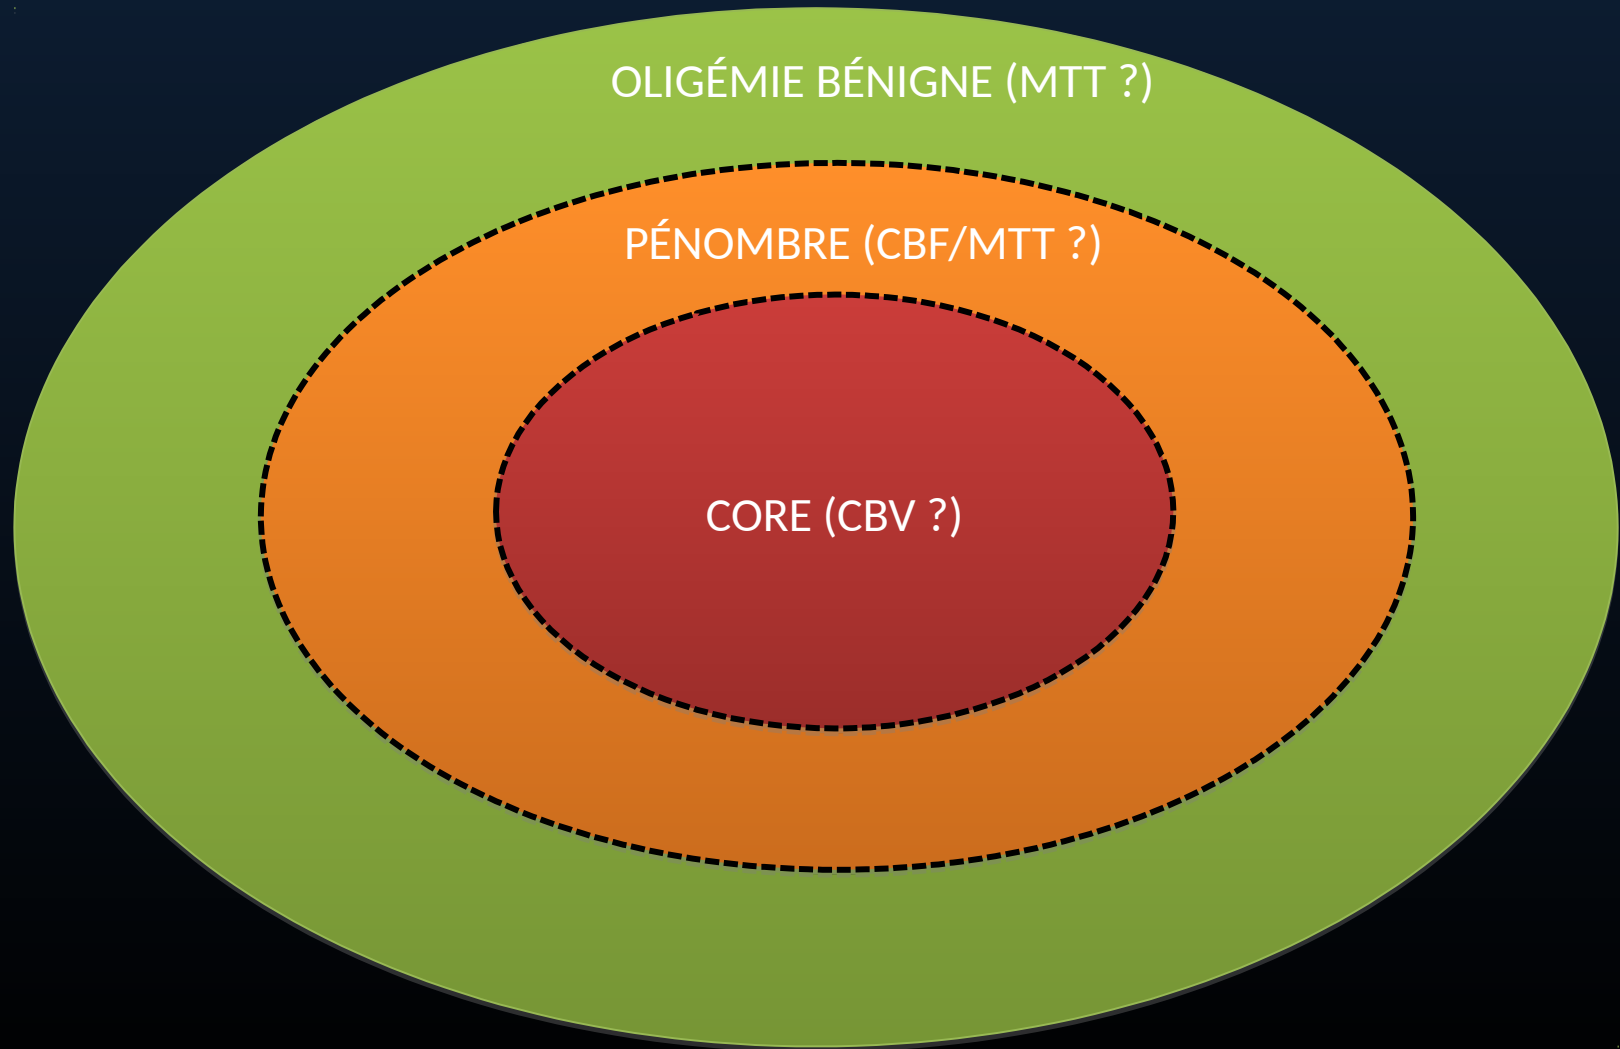 OLIGÉMIE BÉNIGNE (MTT ?)
PÉNOMBRE (CBF/MTT ?)
CORE (CBV ?)